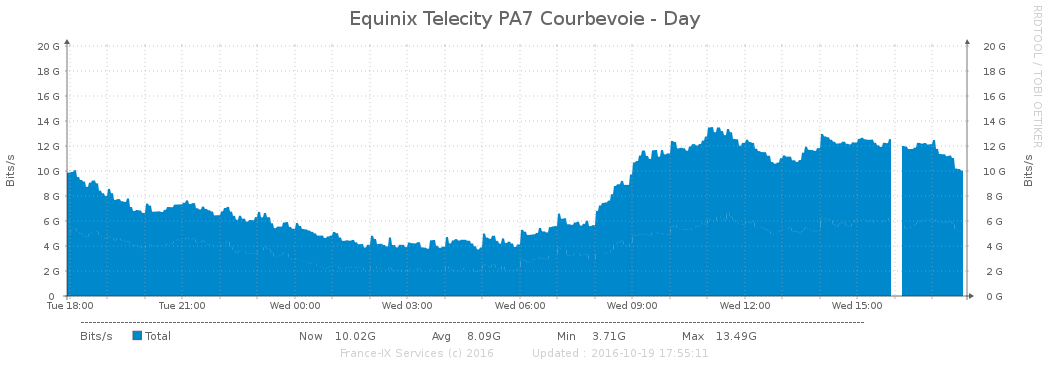 Equinix Telecity PA7 Courbevoie - Day
RRDTOOL / TOBI OETIKER
20 G 20 G
18 G 18 G
16 G 16 G
14 G 14 G
12 G 12 G
10 G 10 G
8 G 8 G
6 G 6 G
4 G 4 G
2 G 2 G
0 0 G
Bits/s
Bits/s
Tue 18:00 Tue 21:00 Wed 00:00 Wed 03:00 Wed 06:00 Wed 09:00 Wed 12:00 Wed 15:00
Bits/s Total Now 10.02G Avg 8.09G Min 3.71G Max 13.49G
France-IX Services (c) 2016 Updated : 2016-10-19 17:55:11